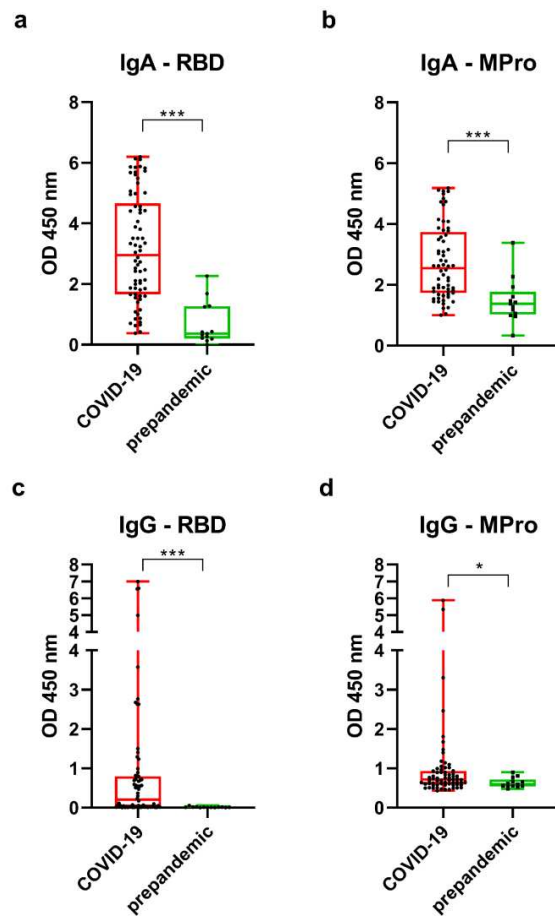 a
IgA - RBD
OD 450 nm
8
6
4
2
0
***
COVID-19
prepandemic
b
IgA - MPro
OD 450 nm
8
6
4
2
0
***
COVID-19
prepandemic
c
IgG - RBD
OD 450 nm
8
7
6
5
4
4
3
2
1
0
***
COVID-19
prepandemic
d
IgG - MPro
OD 450 nm
8
7
6
5
4
4
3
2
1
0
*
COVID-19
prepandemic